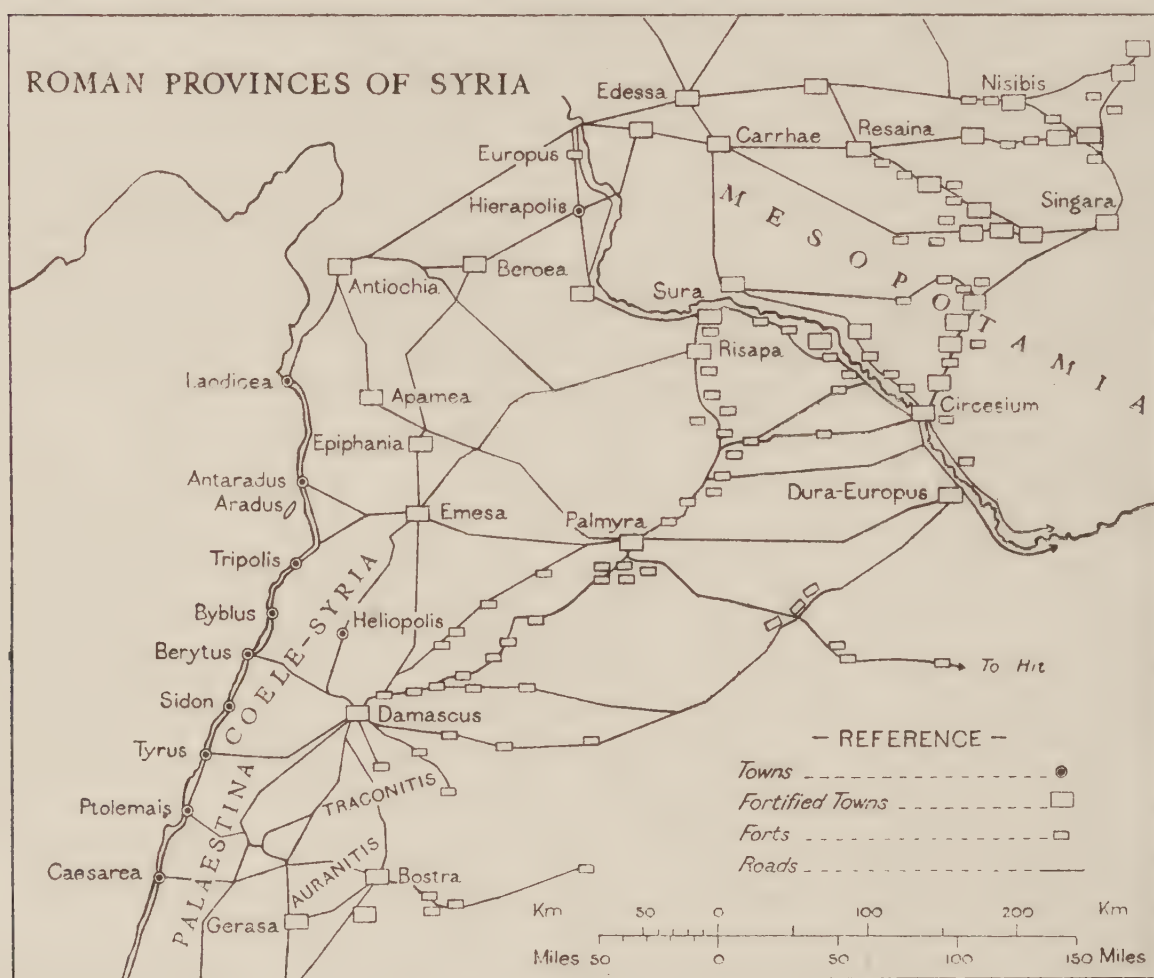 ROMAN PROVINCES OF SYRIA
Edessa
Nisibis
Europus
Carrhae
Resaina
Hierapolis
Singara
MESOPOTAMIA
Antiochia
Beroea
Sura
Risapa
Landicea
Apamea
Circesium
Epiphania
Antaradus
Aradus
Emesa
Dura-Europus
Palmyra
Tripolis
Byblus
Heliopolis
Berytus
COELE-SYRIA
To Hit
Sidon
Damascus
Tyrus
TRACONITIS
Ptolemais
PALAESTINA
AURANITIS
Caesarea
Bostra
Gerasa
- REFERENCE -
Towns
Fortified Towns
Forts
Roads
Km 50 0 100 200 Km
Miles 50 0 50 100 150 Miles